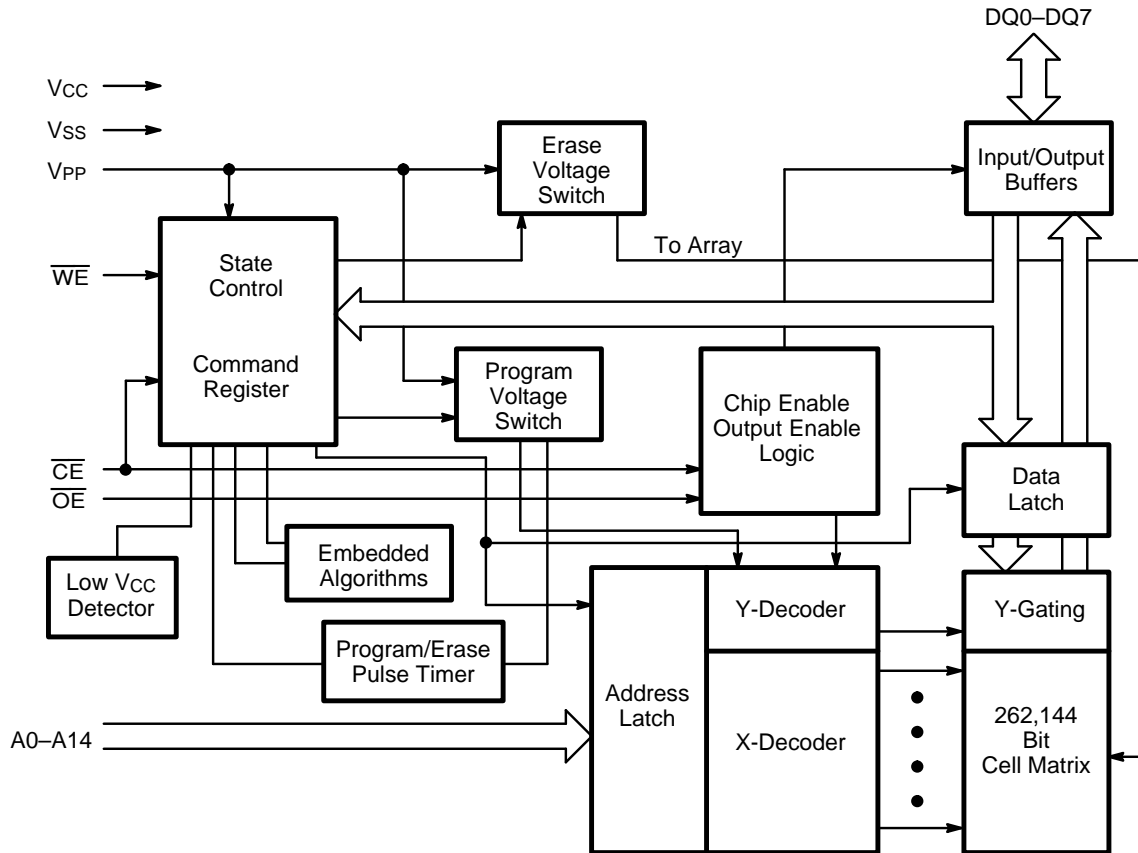 DQ0–DQ7
VCC
VSS
VPP
Erase
Voltage
Switch
Input/Output
Buffers
To Array
WE
State
Control
Command
Register
Program
Voltage
Switch
Chip Enable
Output Enable
Logic
CE
OE
Data
Latch
Low VCC
Detector
Embedded
Algorithms
Program/Erase
Pulse Timer
Y-Decoder
Y-Gating
Address
Latch
A0–A14
X-Decoder
262,144
Bit
Cell Matrix